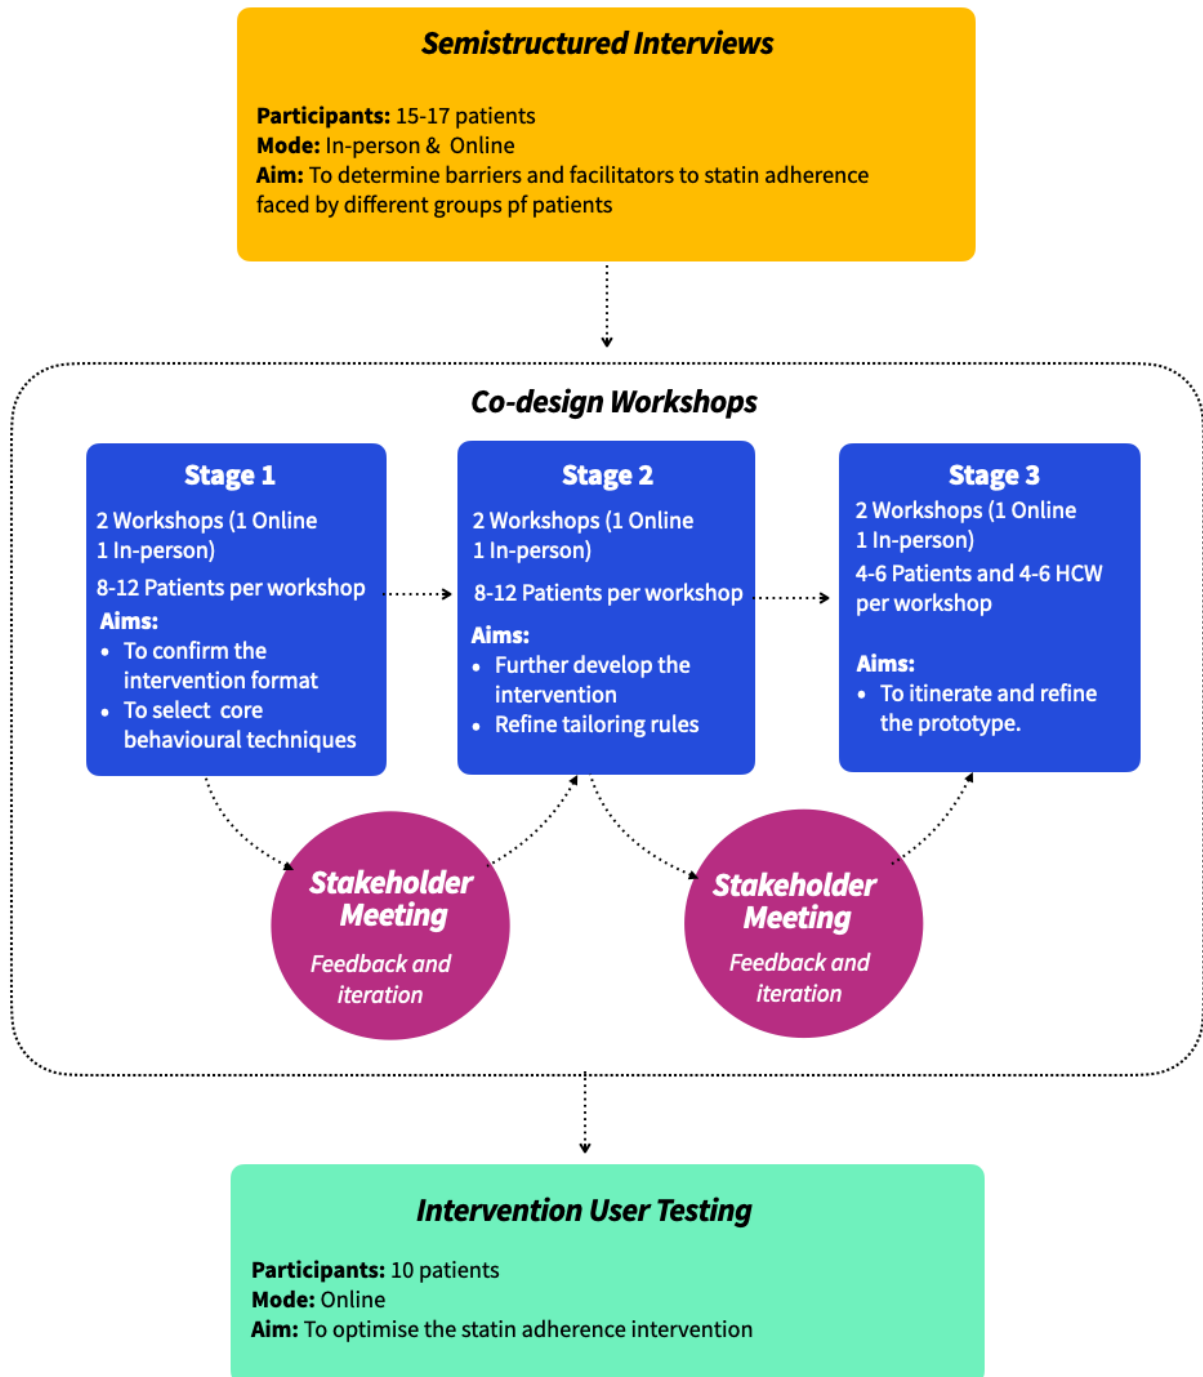 Semistructured Interviews
Participants: 15-17 patients
Mode: In-person & Online
Aim: To determine barriers and facilitators to statin adherence
faced by different groups pf patients
Co-design Workshops
Stage 1
2 Workshops (1 Online
1 In-person)
8-12 Patients per workshop
Aims:
• To confirm the
intervention format
• To select core
behavioural techniques
Stage 2
2 Workshops (1 Online
1 In-person)
8-12 Patients per workshop
Aims:
• Further develop the
intervention
• Refine tailoring rules
Stage 3
2 Workshops (1 Online
1 In-person)
4-6 Patients and 4-6 HCW
per workshop
Aims:
• To itinerate and refine
the prototype.
Stakeholder
Meeting
Feedback and
iteration
Stakeholder
Meeting
Feedback and
iteration
Intervention User Testing
Participants: 10 patients
Mode: Online
Aim: To optimise the statin adherence intervention